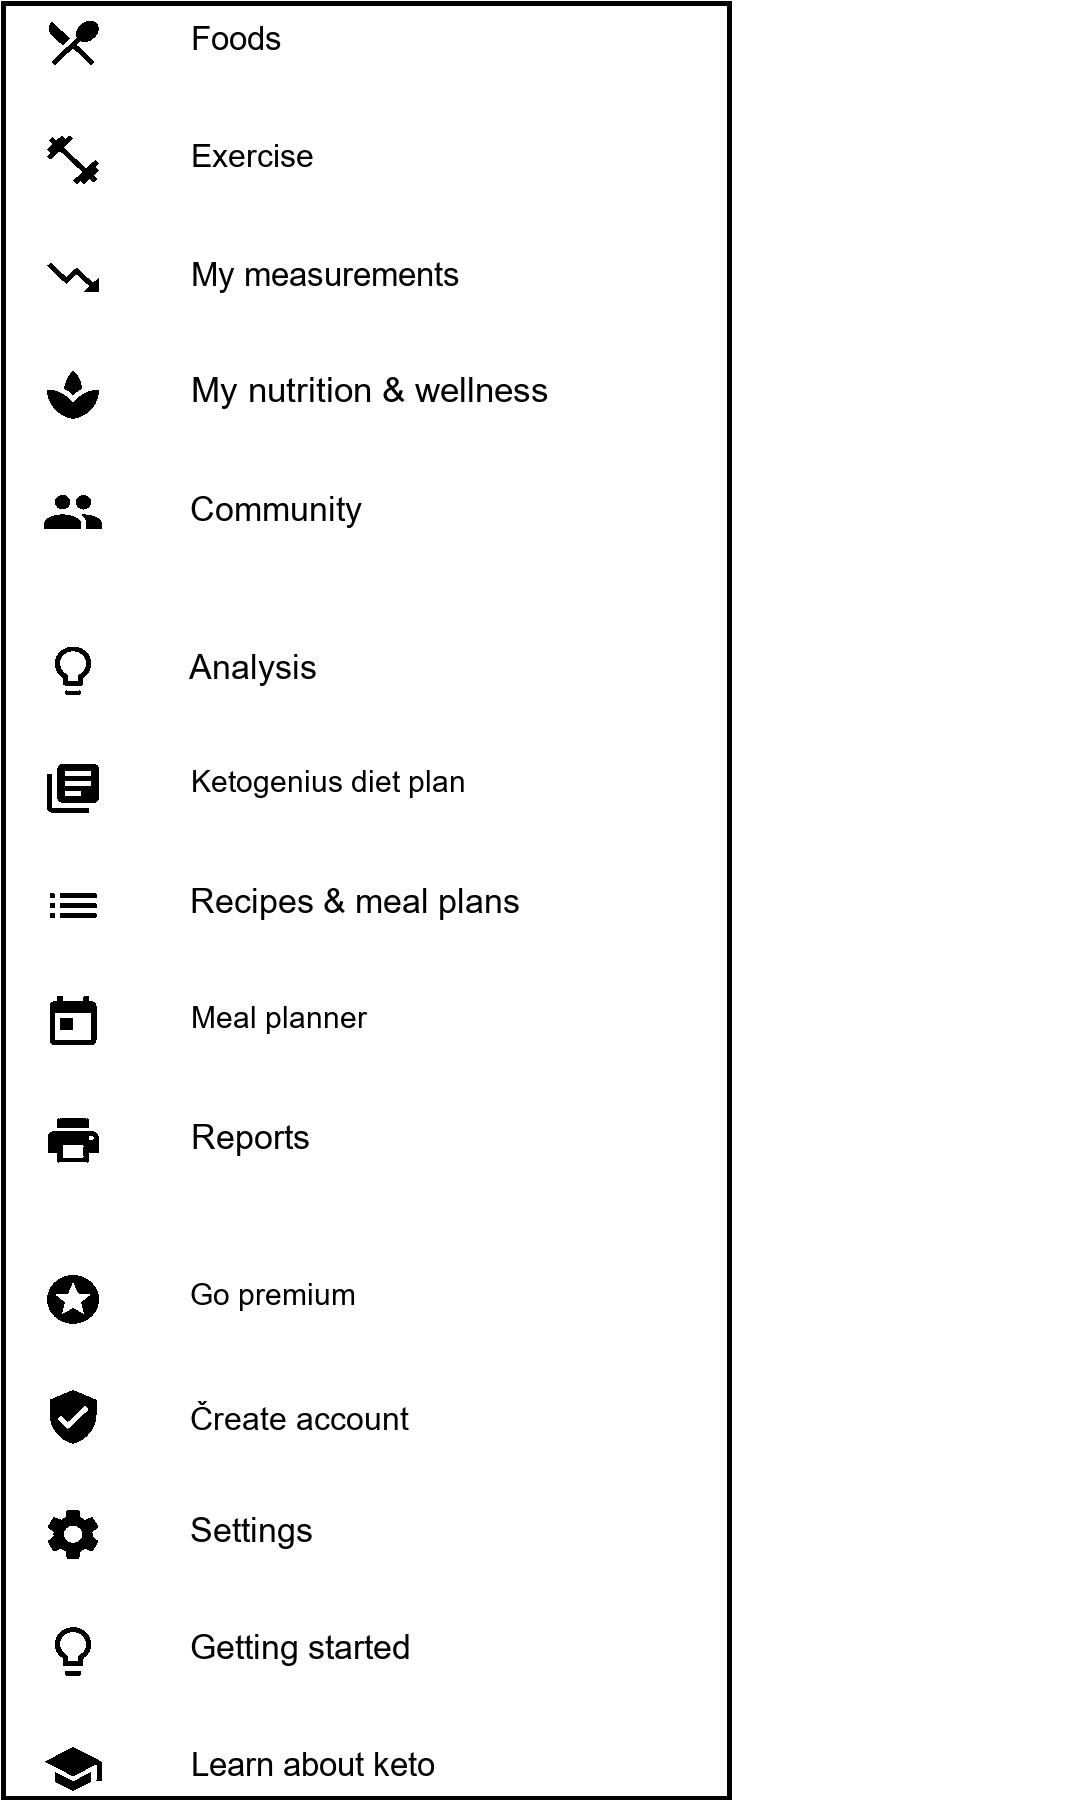 Foods
Exercise
My measurements
My nutrition & wellness
Community
Analysis
Ketogenius diet plan
Recipes & meal plans
Meal planner
Reports
Go premium
Črеate account
Settings
Getting started
Learn about keto